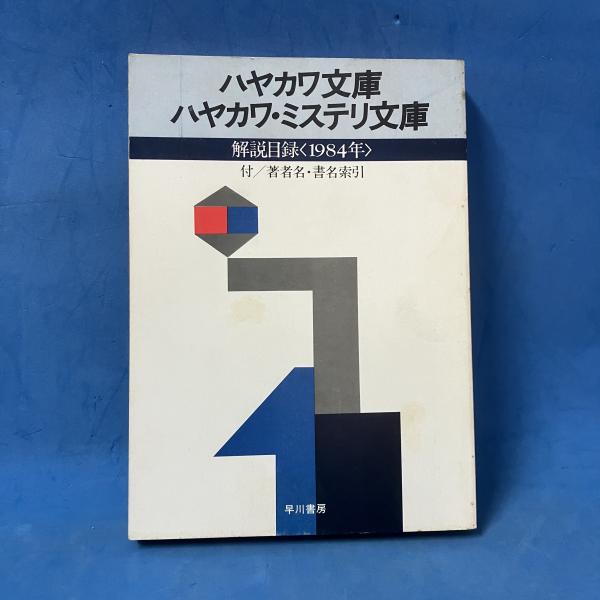 ハヤカワ文庫
ハヤカワ・ミステリ文庫
解説目録〈1984年〉
付／著者名・書名索引
早川書房